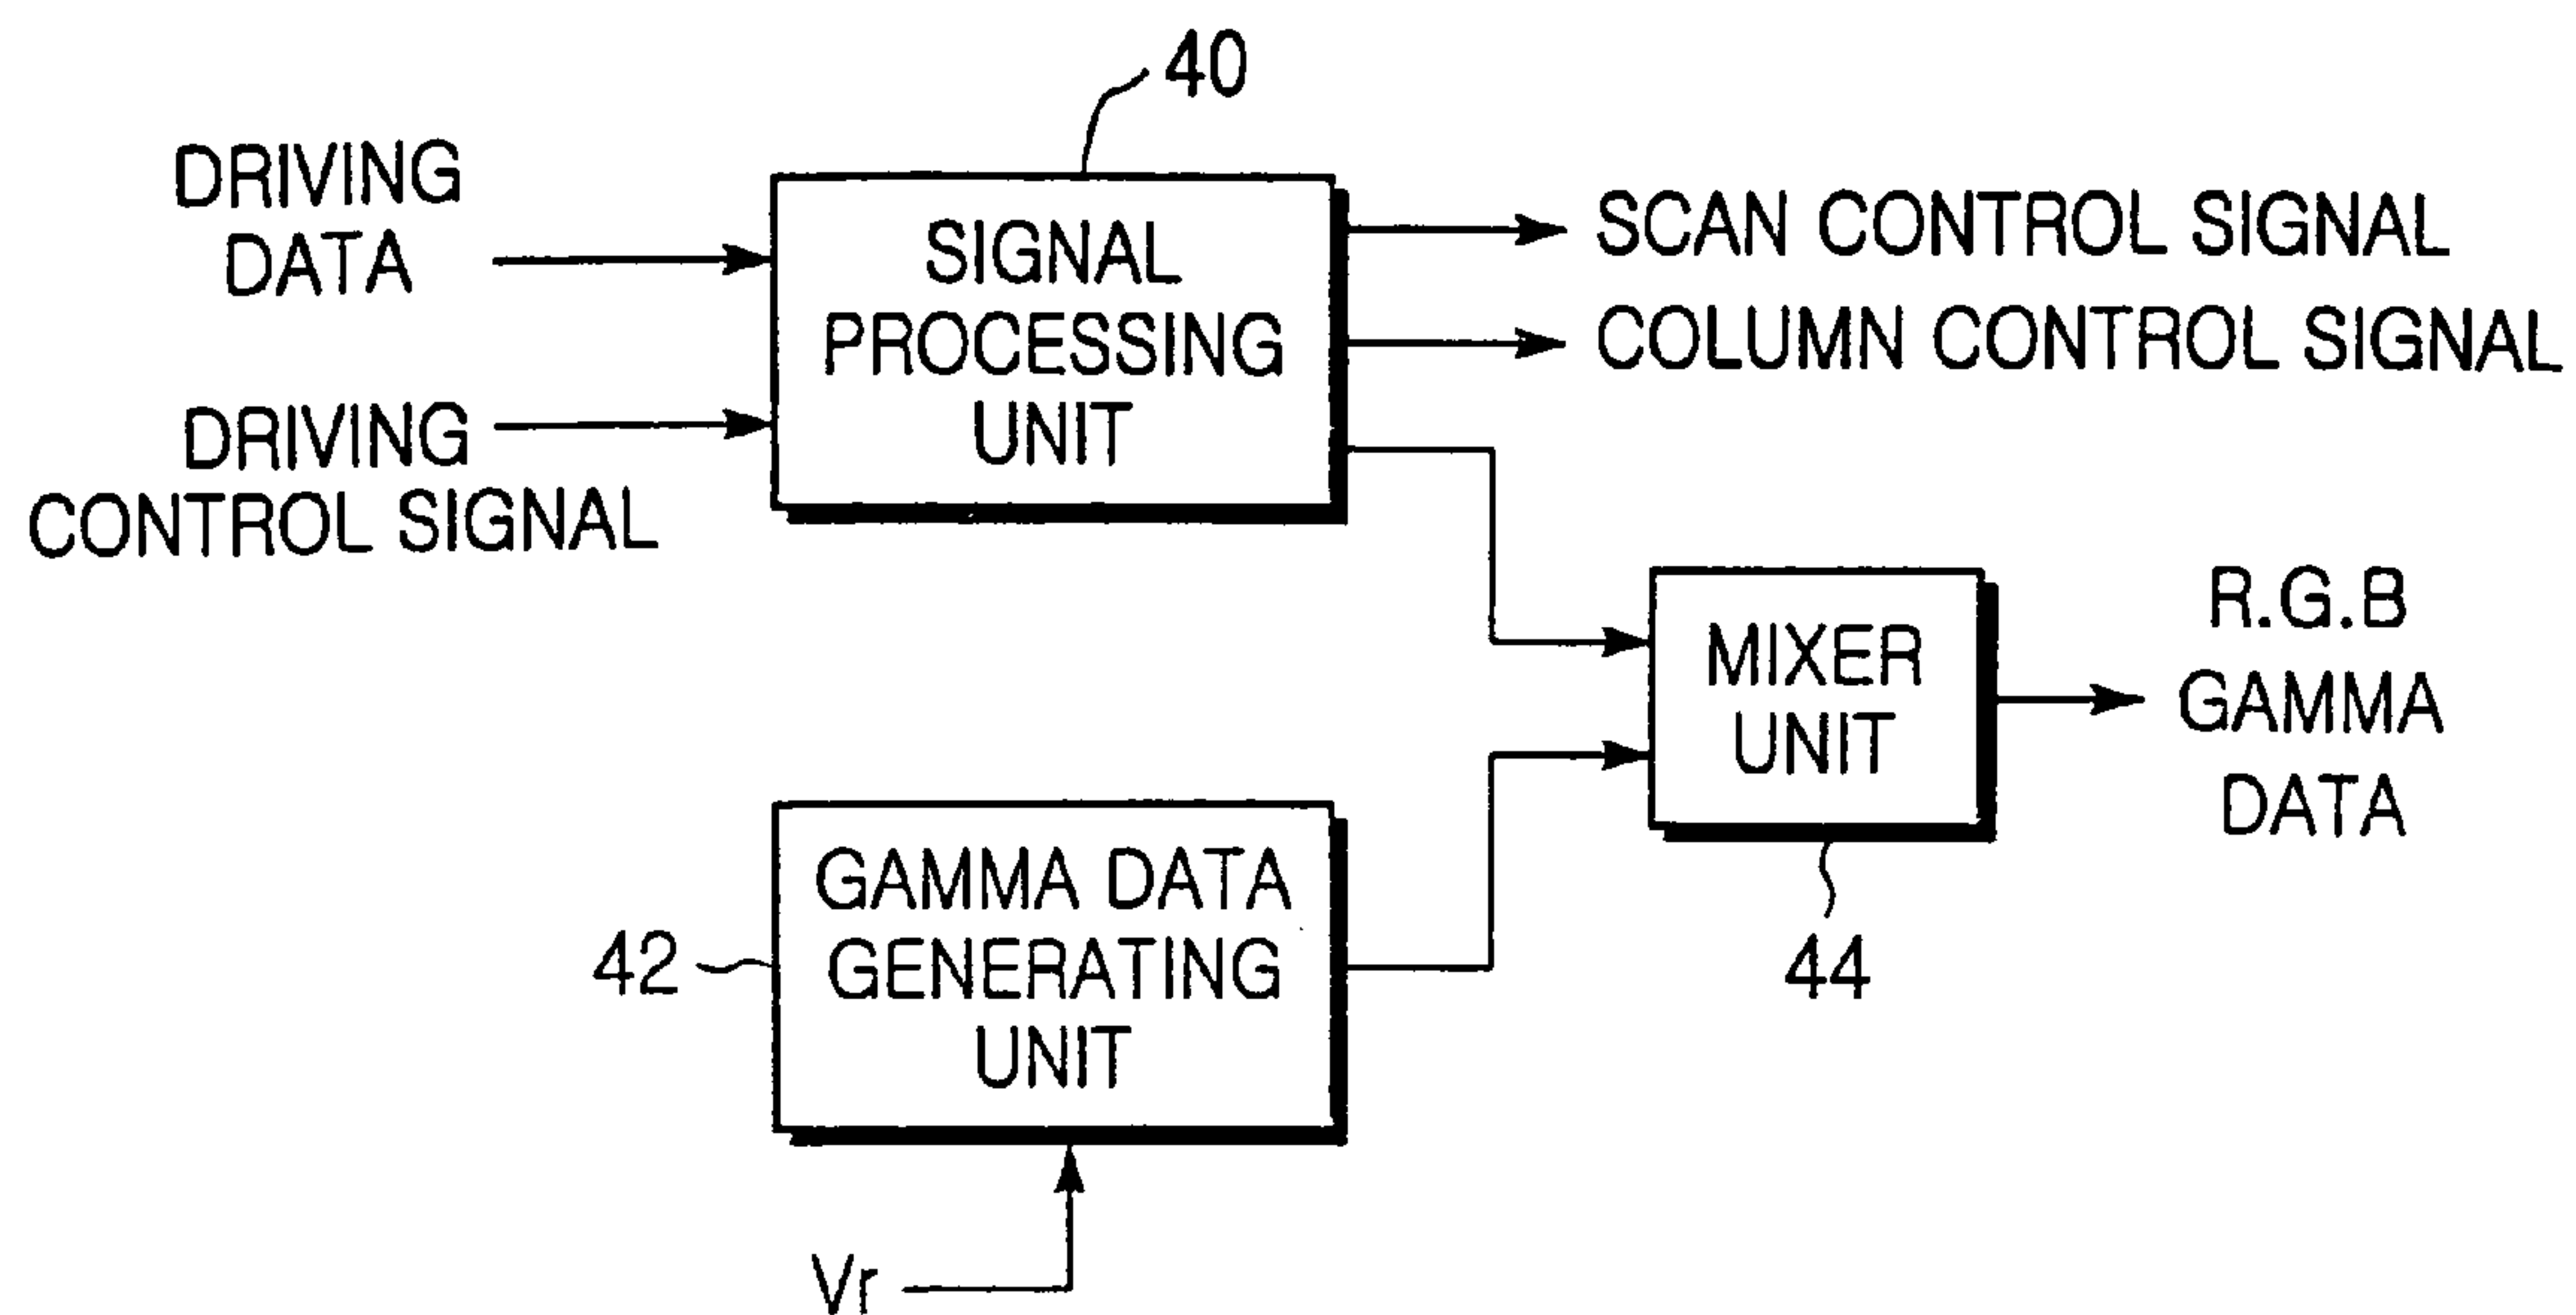 40
DRIVING
DATA
DRIVING
CONTROL SIGNAL
SIGNAL
PROCESSING
UNIT
SCAN CONTROL SIGNAL
COLUMN CONTROL SIGNAL
MIXER
UNIT
44
R.G.B
GAMMA
DATA
42
GAMMA DATA
GENERATING
UNIT
Vr